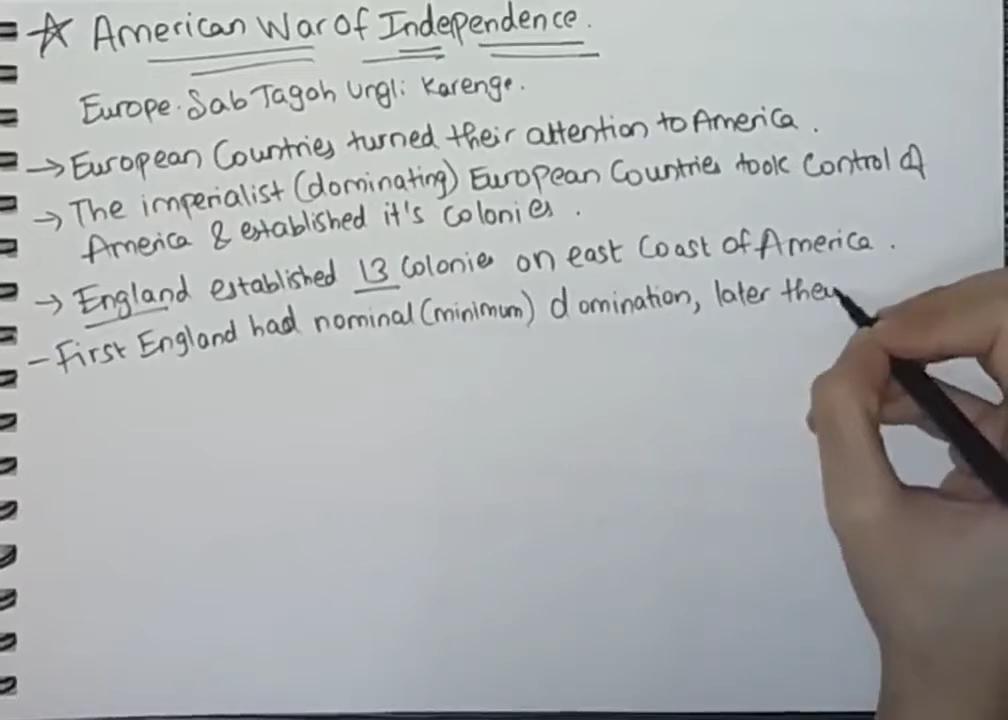 ☆ American War of Independence.
Europe. Sab Jagah Ungli Karenge.
→ European Countries turned their attention to America.
→ The imperialist (dominating) European Countries took Control of
America & established it's Colonies.
→ England established 13 Colonies on east Coast of America.
- First England had nominal (minimum) domination, later they